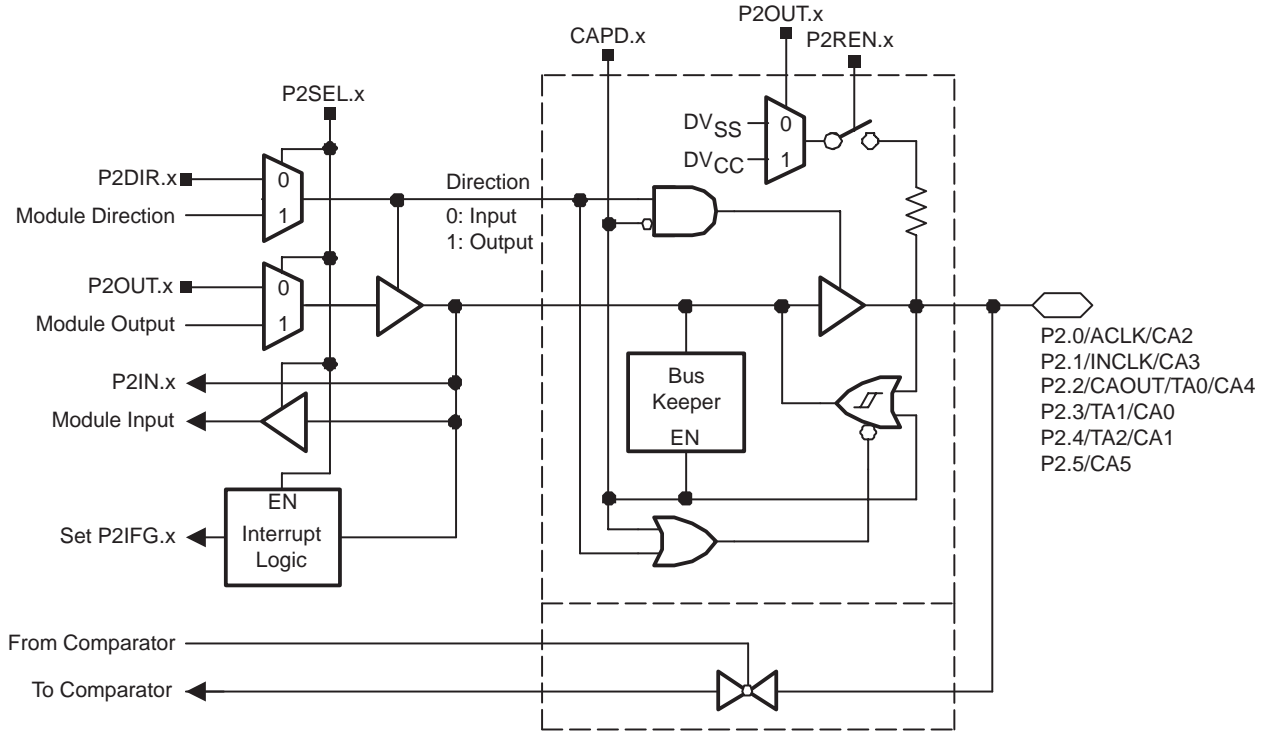 P2OUT.x
CAPD.x
P2REN.x
P2SEL.x
DVSS
0
DVCC
1
P2DIR.x
0
Module Direction
1
Direction
0: Input
1: Output
P2OUT.x
0
Module Output
1
P2IN.x
Module Input
Bus
Keeper
EN
P2.0/ACLK/CA2
P2.1/INCLK/CA3
P2.2/CAOUT/TA0/CA4
P2.3/TA1/CA0
P2.4/TA2/CA1
P2.5/CA5
EN
Set P2IFG.x
Interrupt
Logic
From Comparator
To Comparator